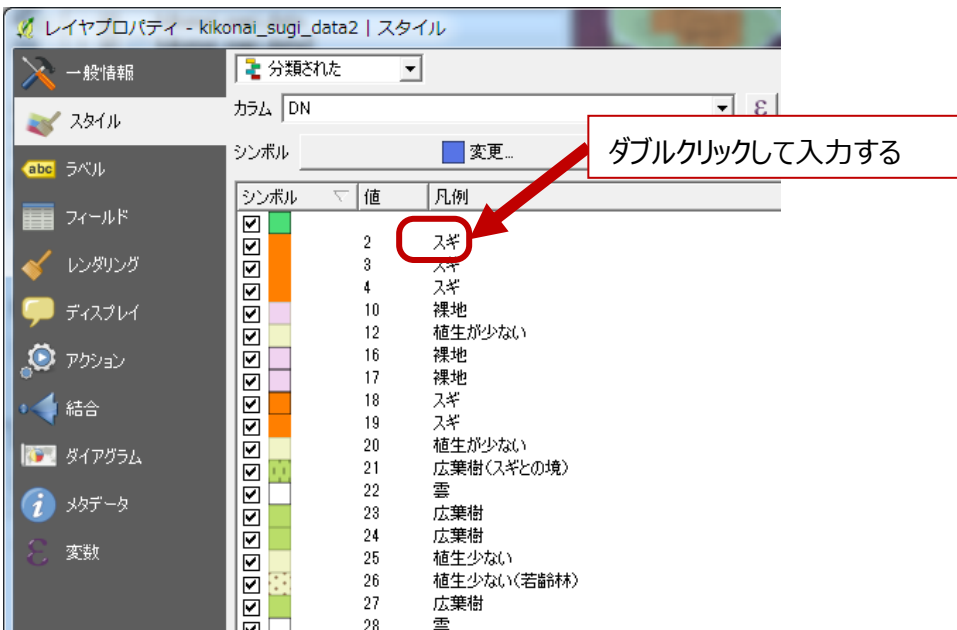 レイヤプロパティ - kikonai_sugi_data2 | スタイル
一般情報
スタイル
abc ラベル
フィールド
レンダリング
ディスプレイ
アクション
結合
ダイアグラム
メタデータ
変数
分類された
カラム DN ε
シンボル 変更...
ダブルクリックして入力する
シンボル 値 凡例
2 スギ
3 スギ
4 スギ
10 裸地
12 植生が少ない
16 裸地
17 裸地
18 スギ
19 スギ
20 植生が少ない
21 広葉樹(スギとの境)
22 雲
23 広葉樹
24 広葉樹
25 植生少ない
26 植生少ない(若齢林)
27 広葉樹
28 雲